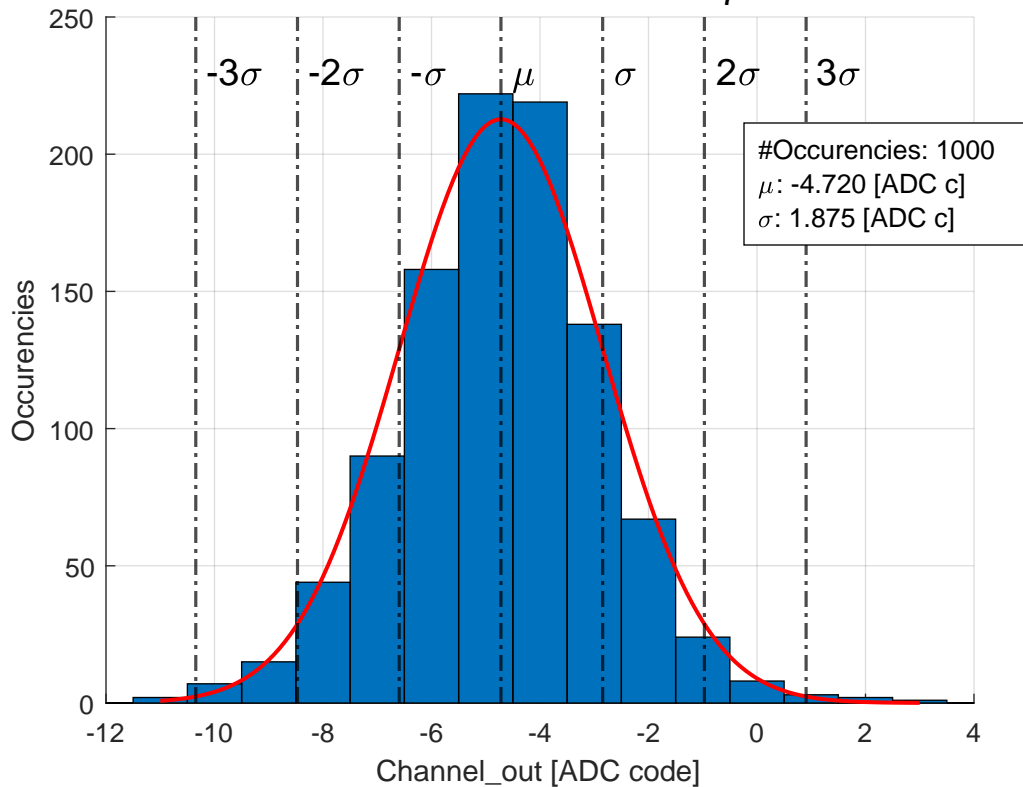 250
200
150
100
50
0
-3σ -2σ -σ μ σ 2σ 3σ
#Occurencies: 1000
μ: -4.720 [ADC c]
σ: 1.875 [ADC c]
Occurencies
-12 -10 -8 -6 -4 -2 0 2 4
Channel_out [ADC code]